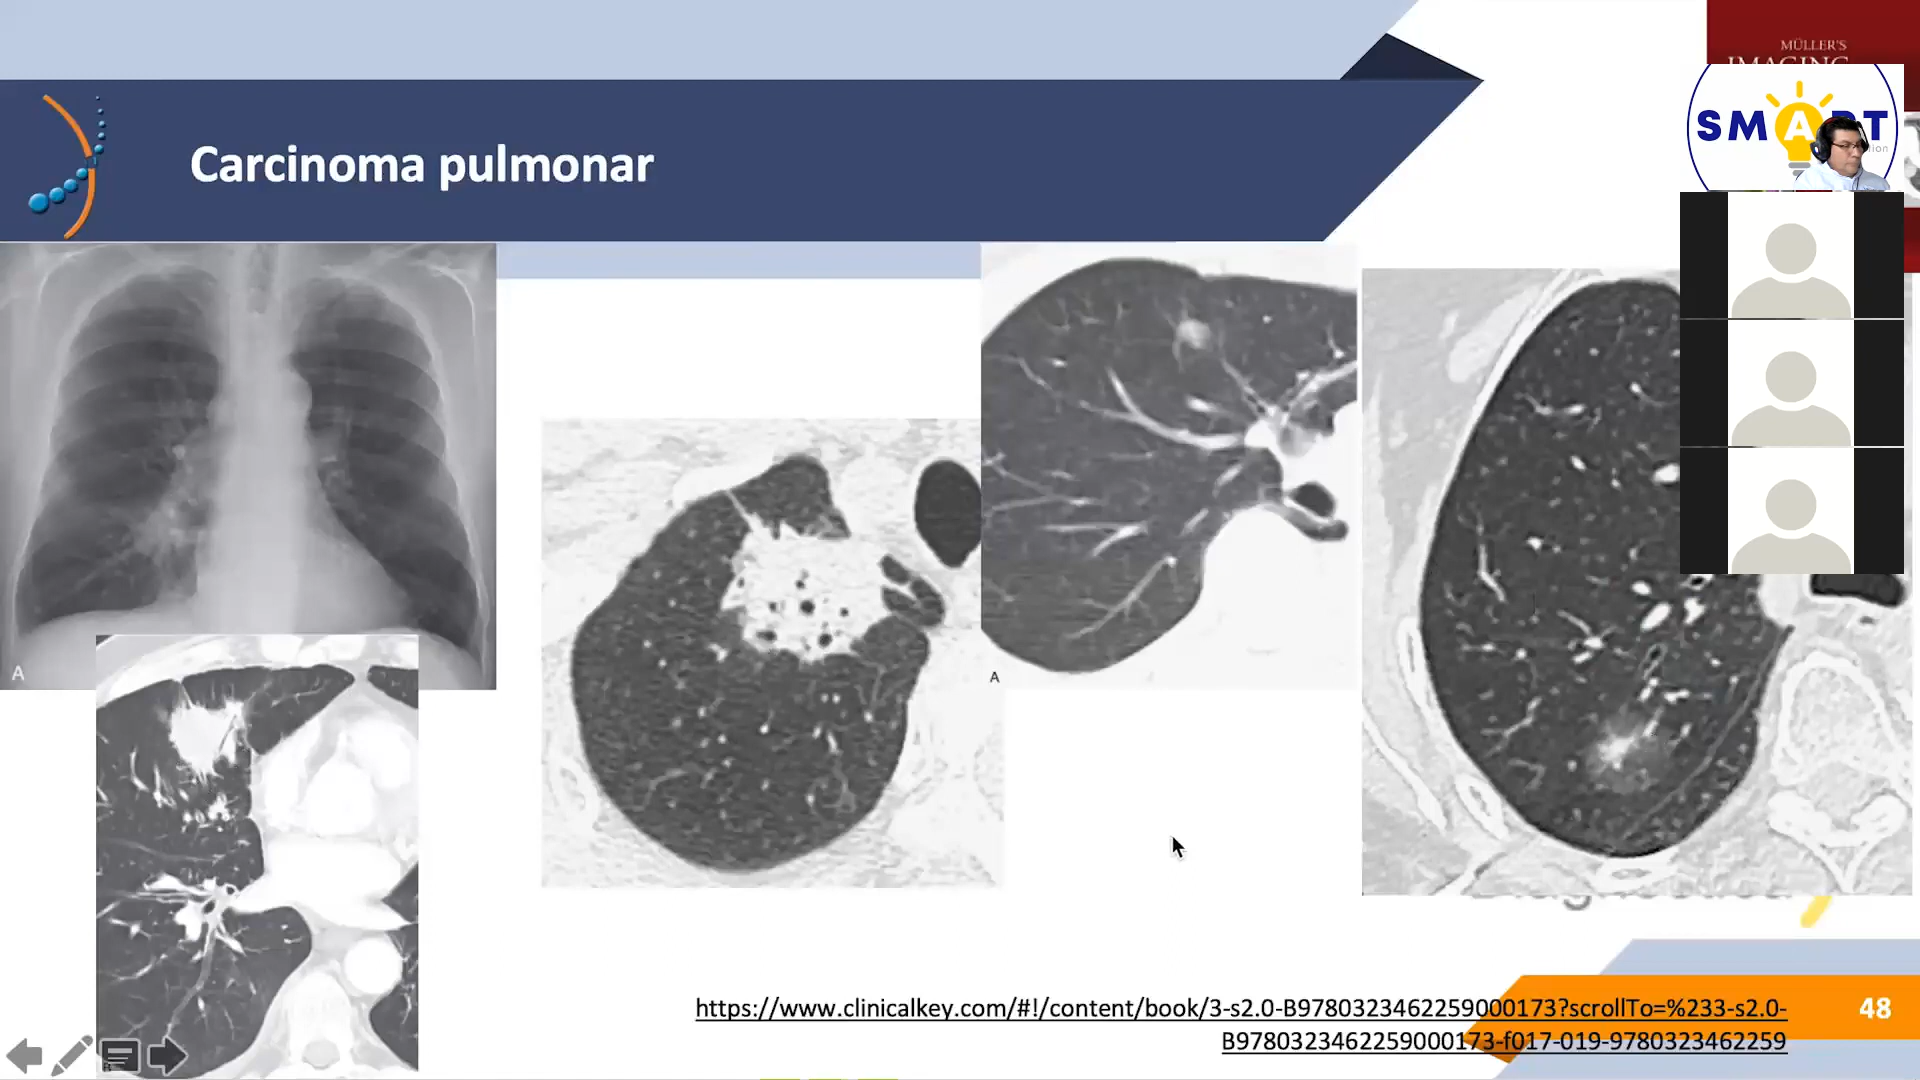 MÜLLER'S
IMAGING
SMART
Carcinoma pulmonar
A
A
https://www.clinicalkey.com/#!/content/book/3-s2.0-B9780323462259000173?scrollTo=%233-s2.0-
B9780323462259000173-f017-019-9780323462259
48